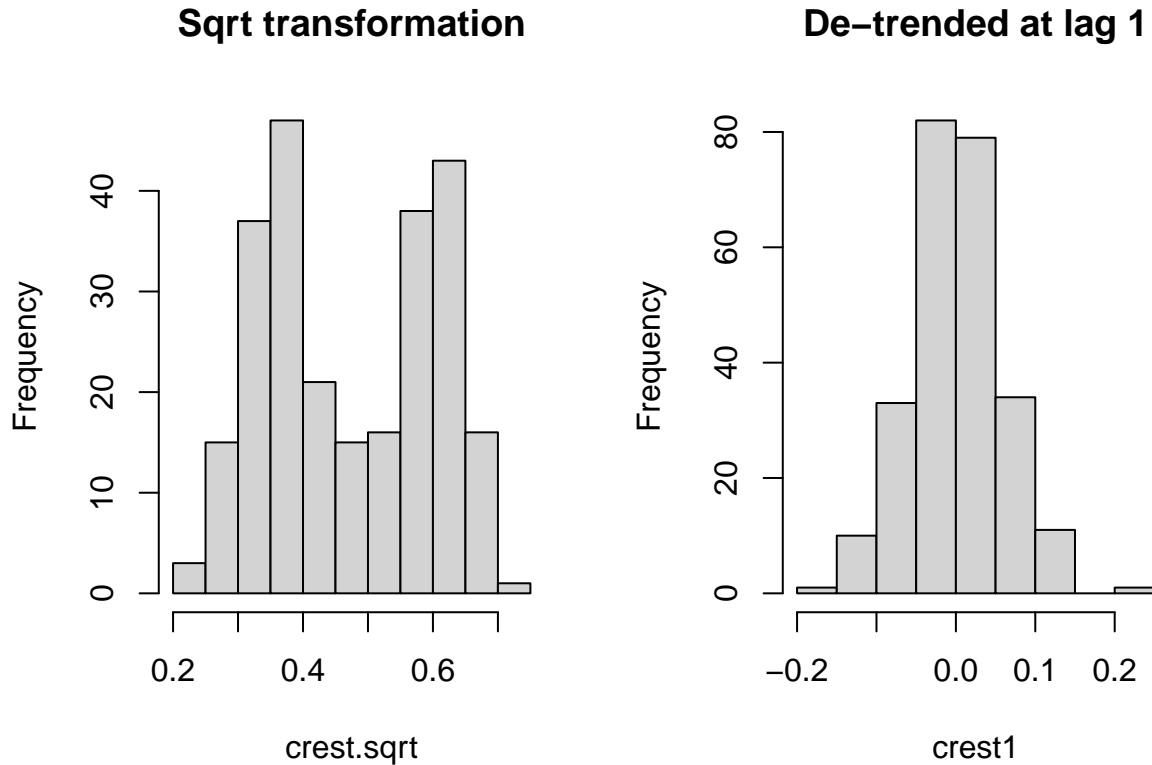 Sqrt transformation
Frequency
0 10 20 30 40
0.2 0.4 0.6
crest.sqrt
De−trended at lag 1
Frequency
0 20 40 60 80
−0.2 0.0 0.1 0.2
crest1